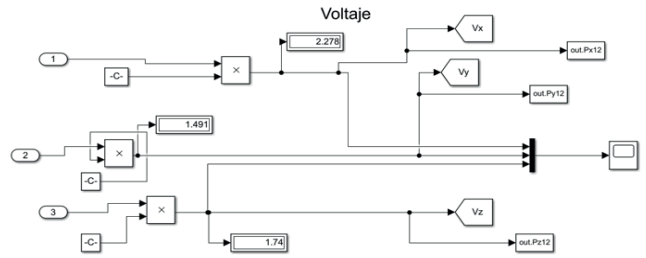 Voltaje
Vx
2.278
out.Px12
1
-C-
×
Vy
out.Py12
1.491
2
×
-C-
3
×
Vz
-C-
1.74
out.Pz12